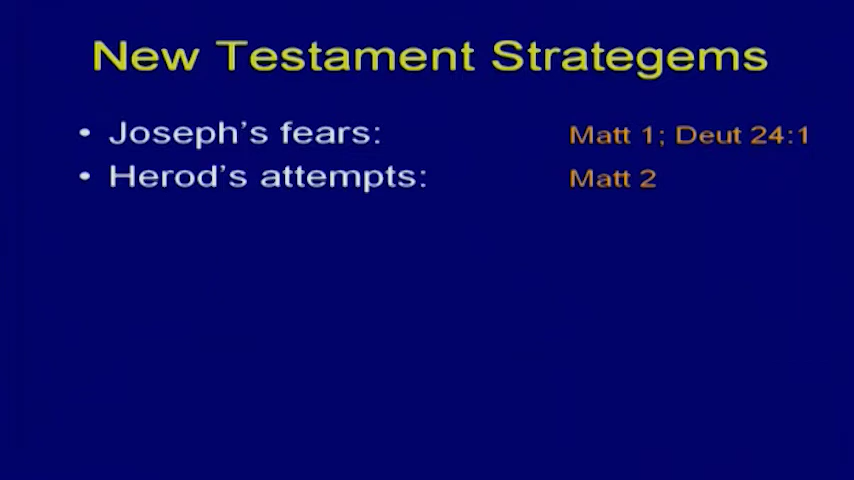 New Testament Strategems
• Joseph's fears: Matt 1; Deut 24:1
• Herod's attempts: Matt 2